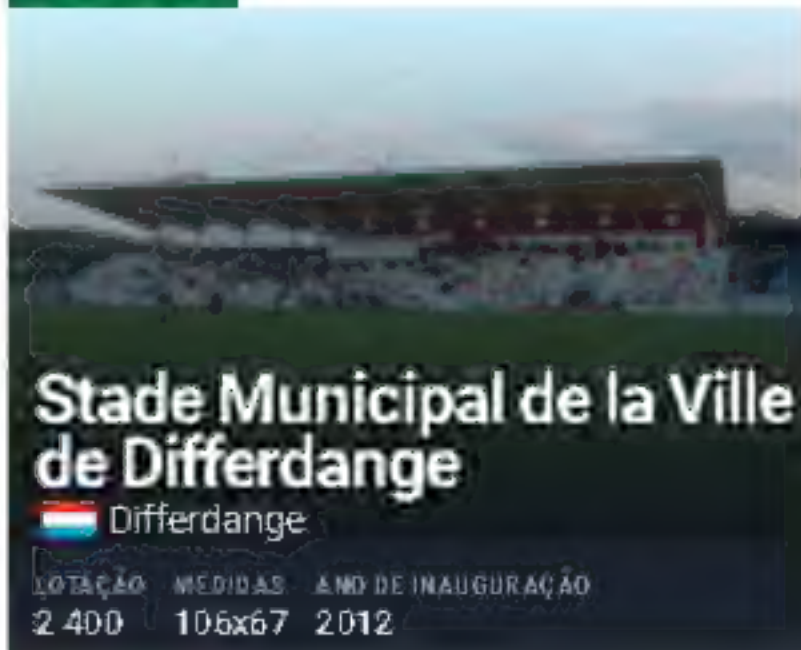 Stade Municipal de la Ville
de Differdange
Differdange
LOTAÇÃO MEDIDAS ANO DE INAUGURAÇÃO
2 400 106x67 2012